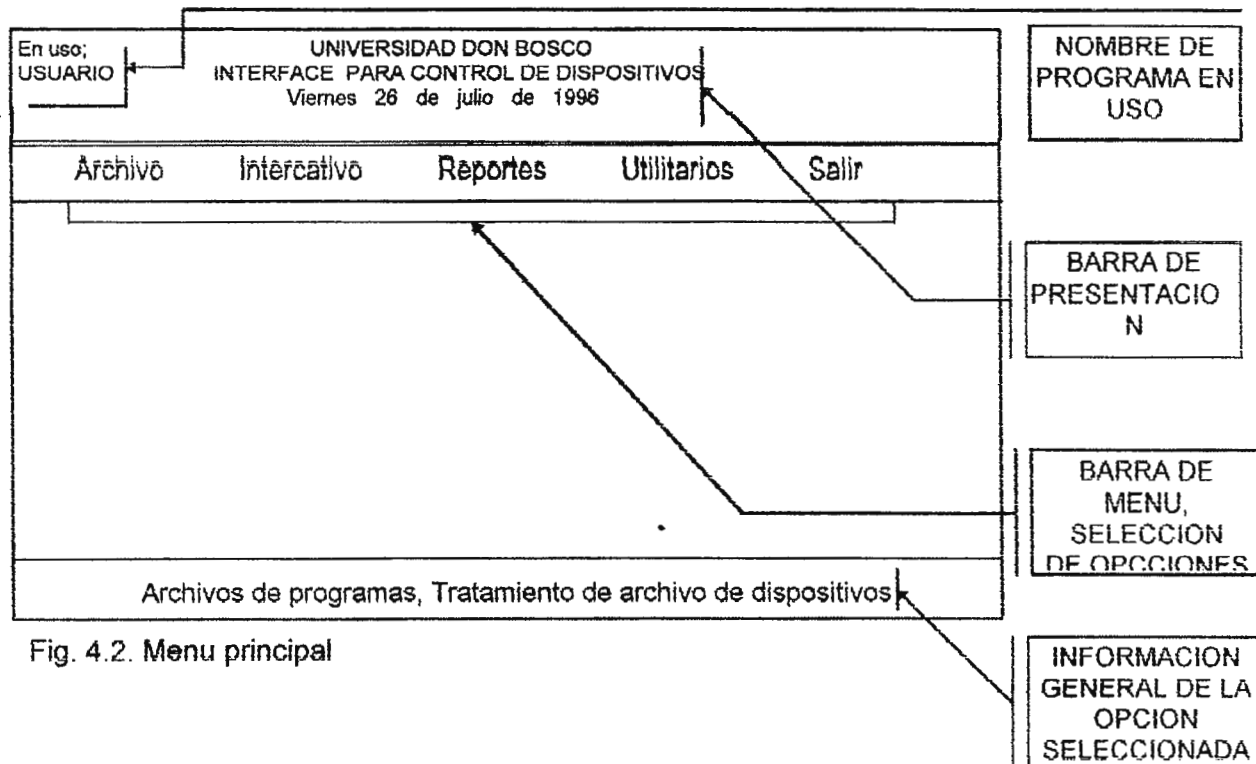 En uso;
USUARIO
UNIVERSIDAD DON BOSCO
INTERFACE PARA CONTROL DE DISPOSITIVOS
Viernes 26 de julio de 1996
NOMBRE DE
PROGRAMA EN
USO
Archivo Intercativo Reportes Utilitarios Salir
BARRA DE
PRESENTACIO
N
BARRA DE
MENU,
SELECCION
DE OPCCIONES
Archivos de programas, Tratamiento de archivo de dispositivos
Fig. 4.2. Menu principal
INFORMACION
GENERAL DE LA
OPCION
SELECCIONADA